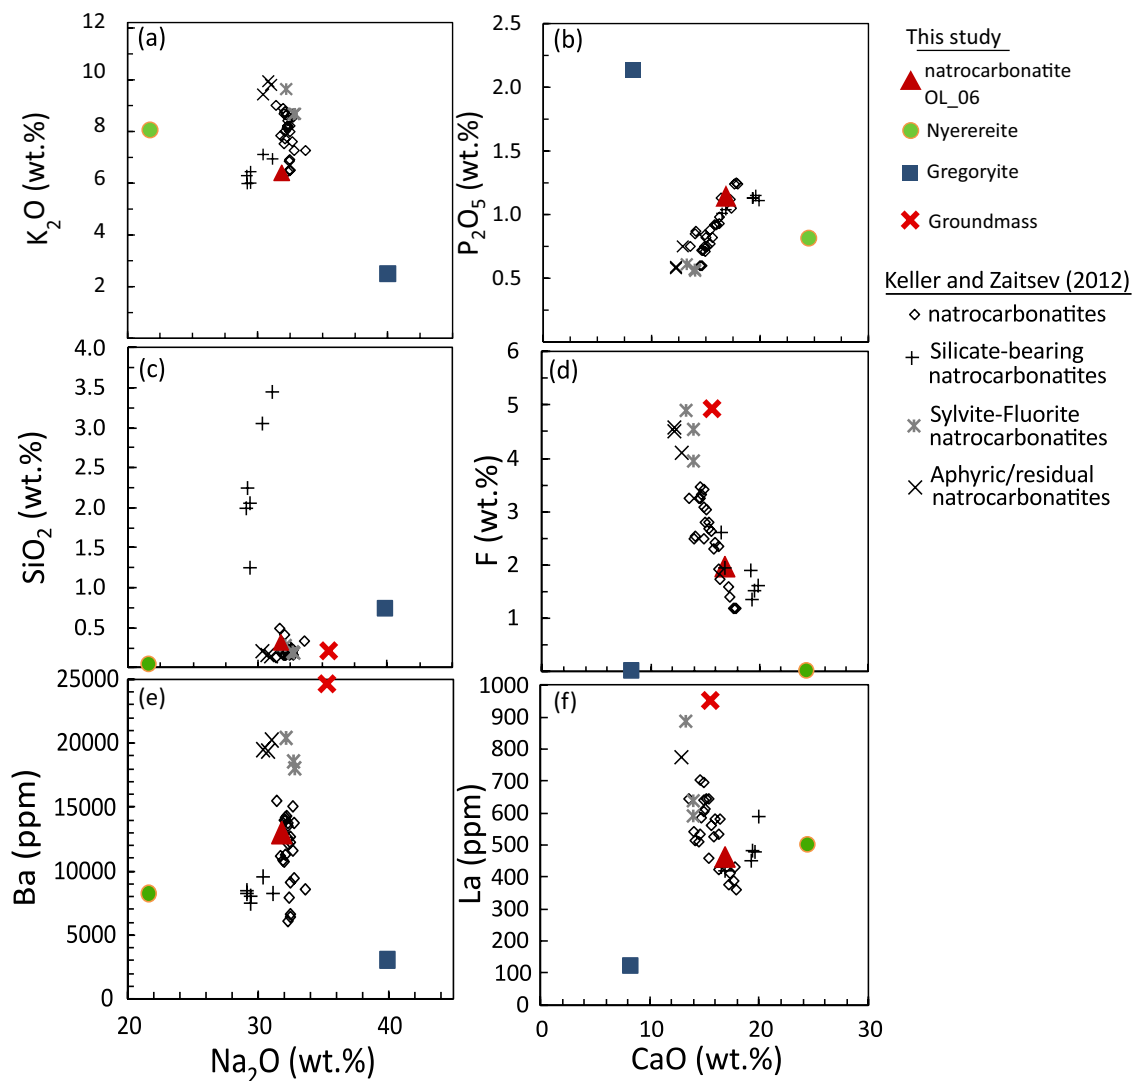 (a)
12
10
8
6
4
2
K2O (wt.%)
(b)
2.5
2.0
1.5
1.0
0.5
P2O5 (wt.%)
This study
natrocarbonatite
OL_06
Nyerereite
Gregoryite
Groundmass
Keller and Zaitsev (2012)
natrocarbonatites
Silicate-bearing
natrocarbonatites
Sylvite-Fluorite
natrocarbonatites
Aphyric/residual
natrocarbonatites
(c)
4.0
3.5
3.0
2.5
2.0
1.5
1.0
0.5
SiO2 (wt.%)
(d)
6
5
4
3
2
1
F (wt.%)
(e)
25000
20000
15000
10000
5000
0
Ba (ppm)
20
30
40
Na2O (wt.%)
(f)
1000
900
800
700
600
500
400
300
200
100
0
La (ppm)
0
10
20
30
CaO (wt.%)